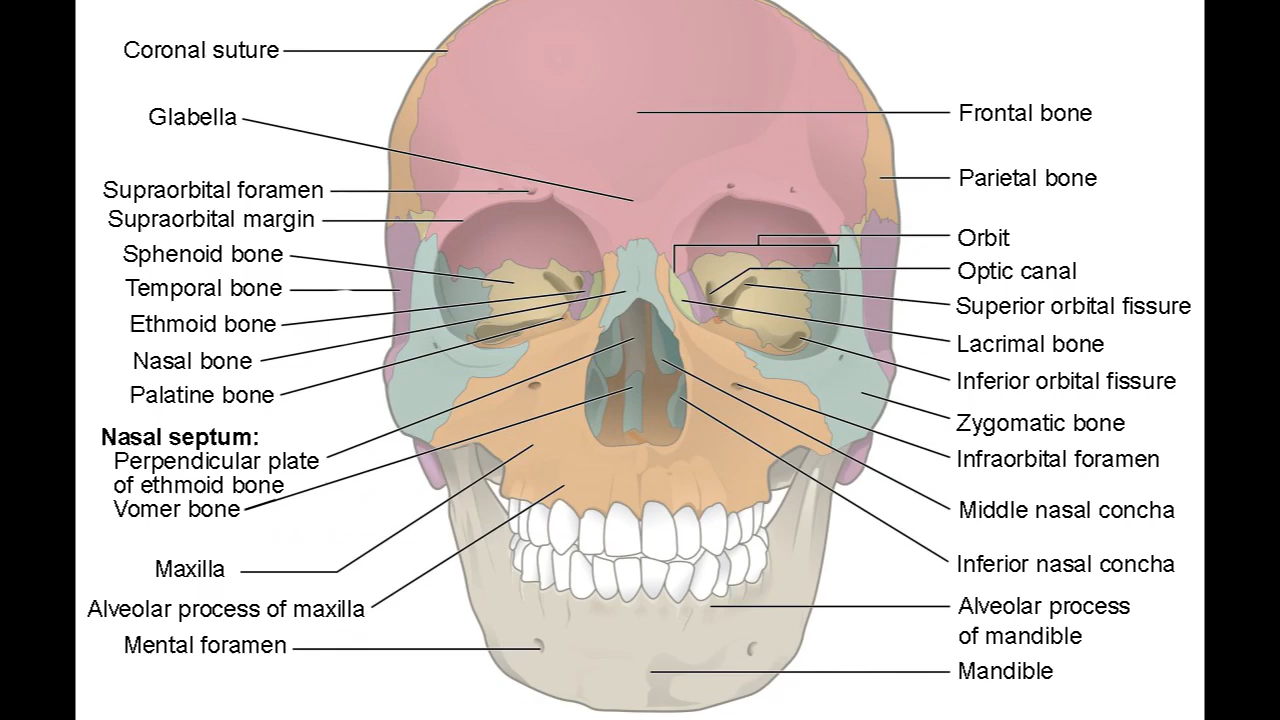 Coronal suture
Glabella
Supraorbital foramen
Supraorbital margin
Sphenoid bone
Temporal bone
Ethmoid bone
Nasal bone
Palatine bone
Nasal septum:
Perpendicular plate
of ethmoid bone
Vomer bone
Maxilla
Alveolar process of maxilla
Mental foramen
Frontal bone
Parietal bone
Orbit
Optic canal
Superior orbital fissure
Lacrimal bone
Inferior orbital fissure
Zygomatic bone
Infraorbital foramen
Middle nasal concha
Inferior nasal concha
Alveolar process
of mandible
Mandible